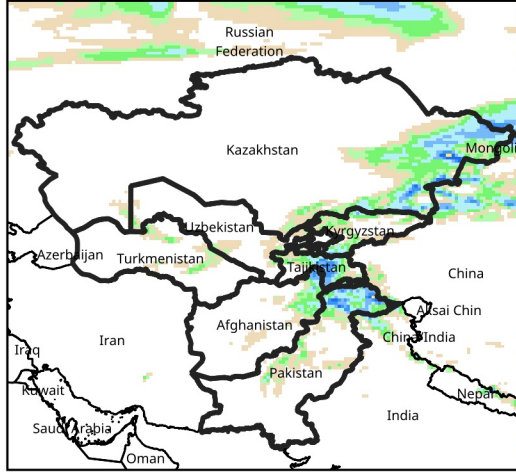 Russian
Federation
Kazakhstan
Mongoli
Uzbekistan
Kyrgyzstan
Azerbaijan
Turkmenistan
Tajikistan
China
Aksai Chin
Afghanistan
China/India
Iran
Iraq
Pakistan
Kuwait
Nepal
India
Saudi Arabia
Oman